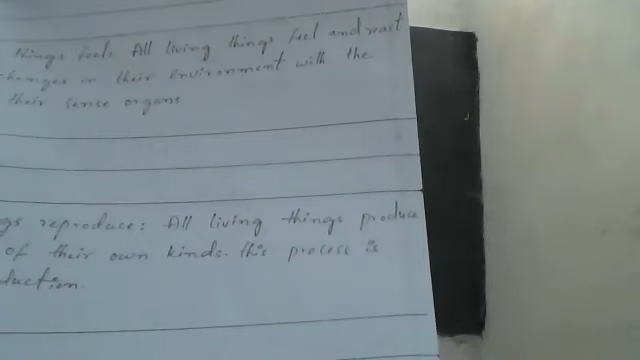 things feel: All living things feel and react
changes in their environment with the
their sense organs
gs reproduce: All living things produce
of their own kinds. this process is
duction.